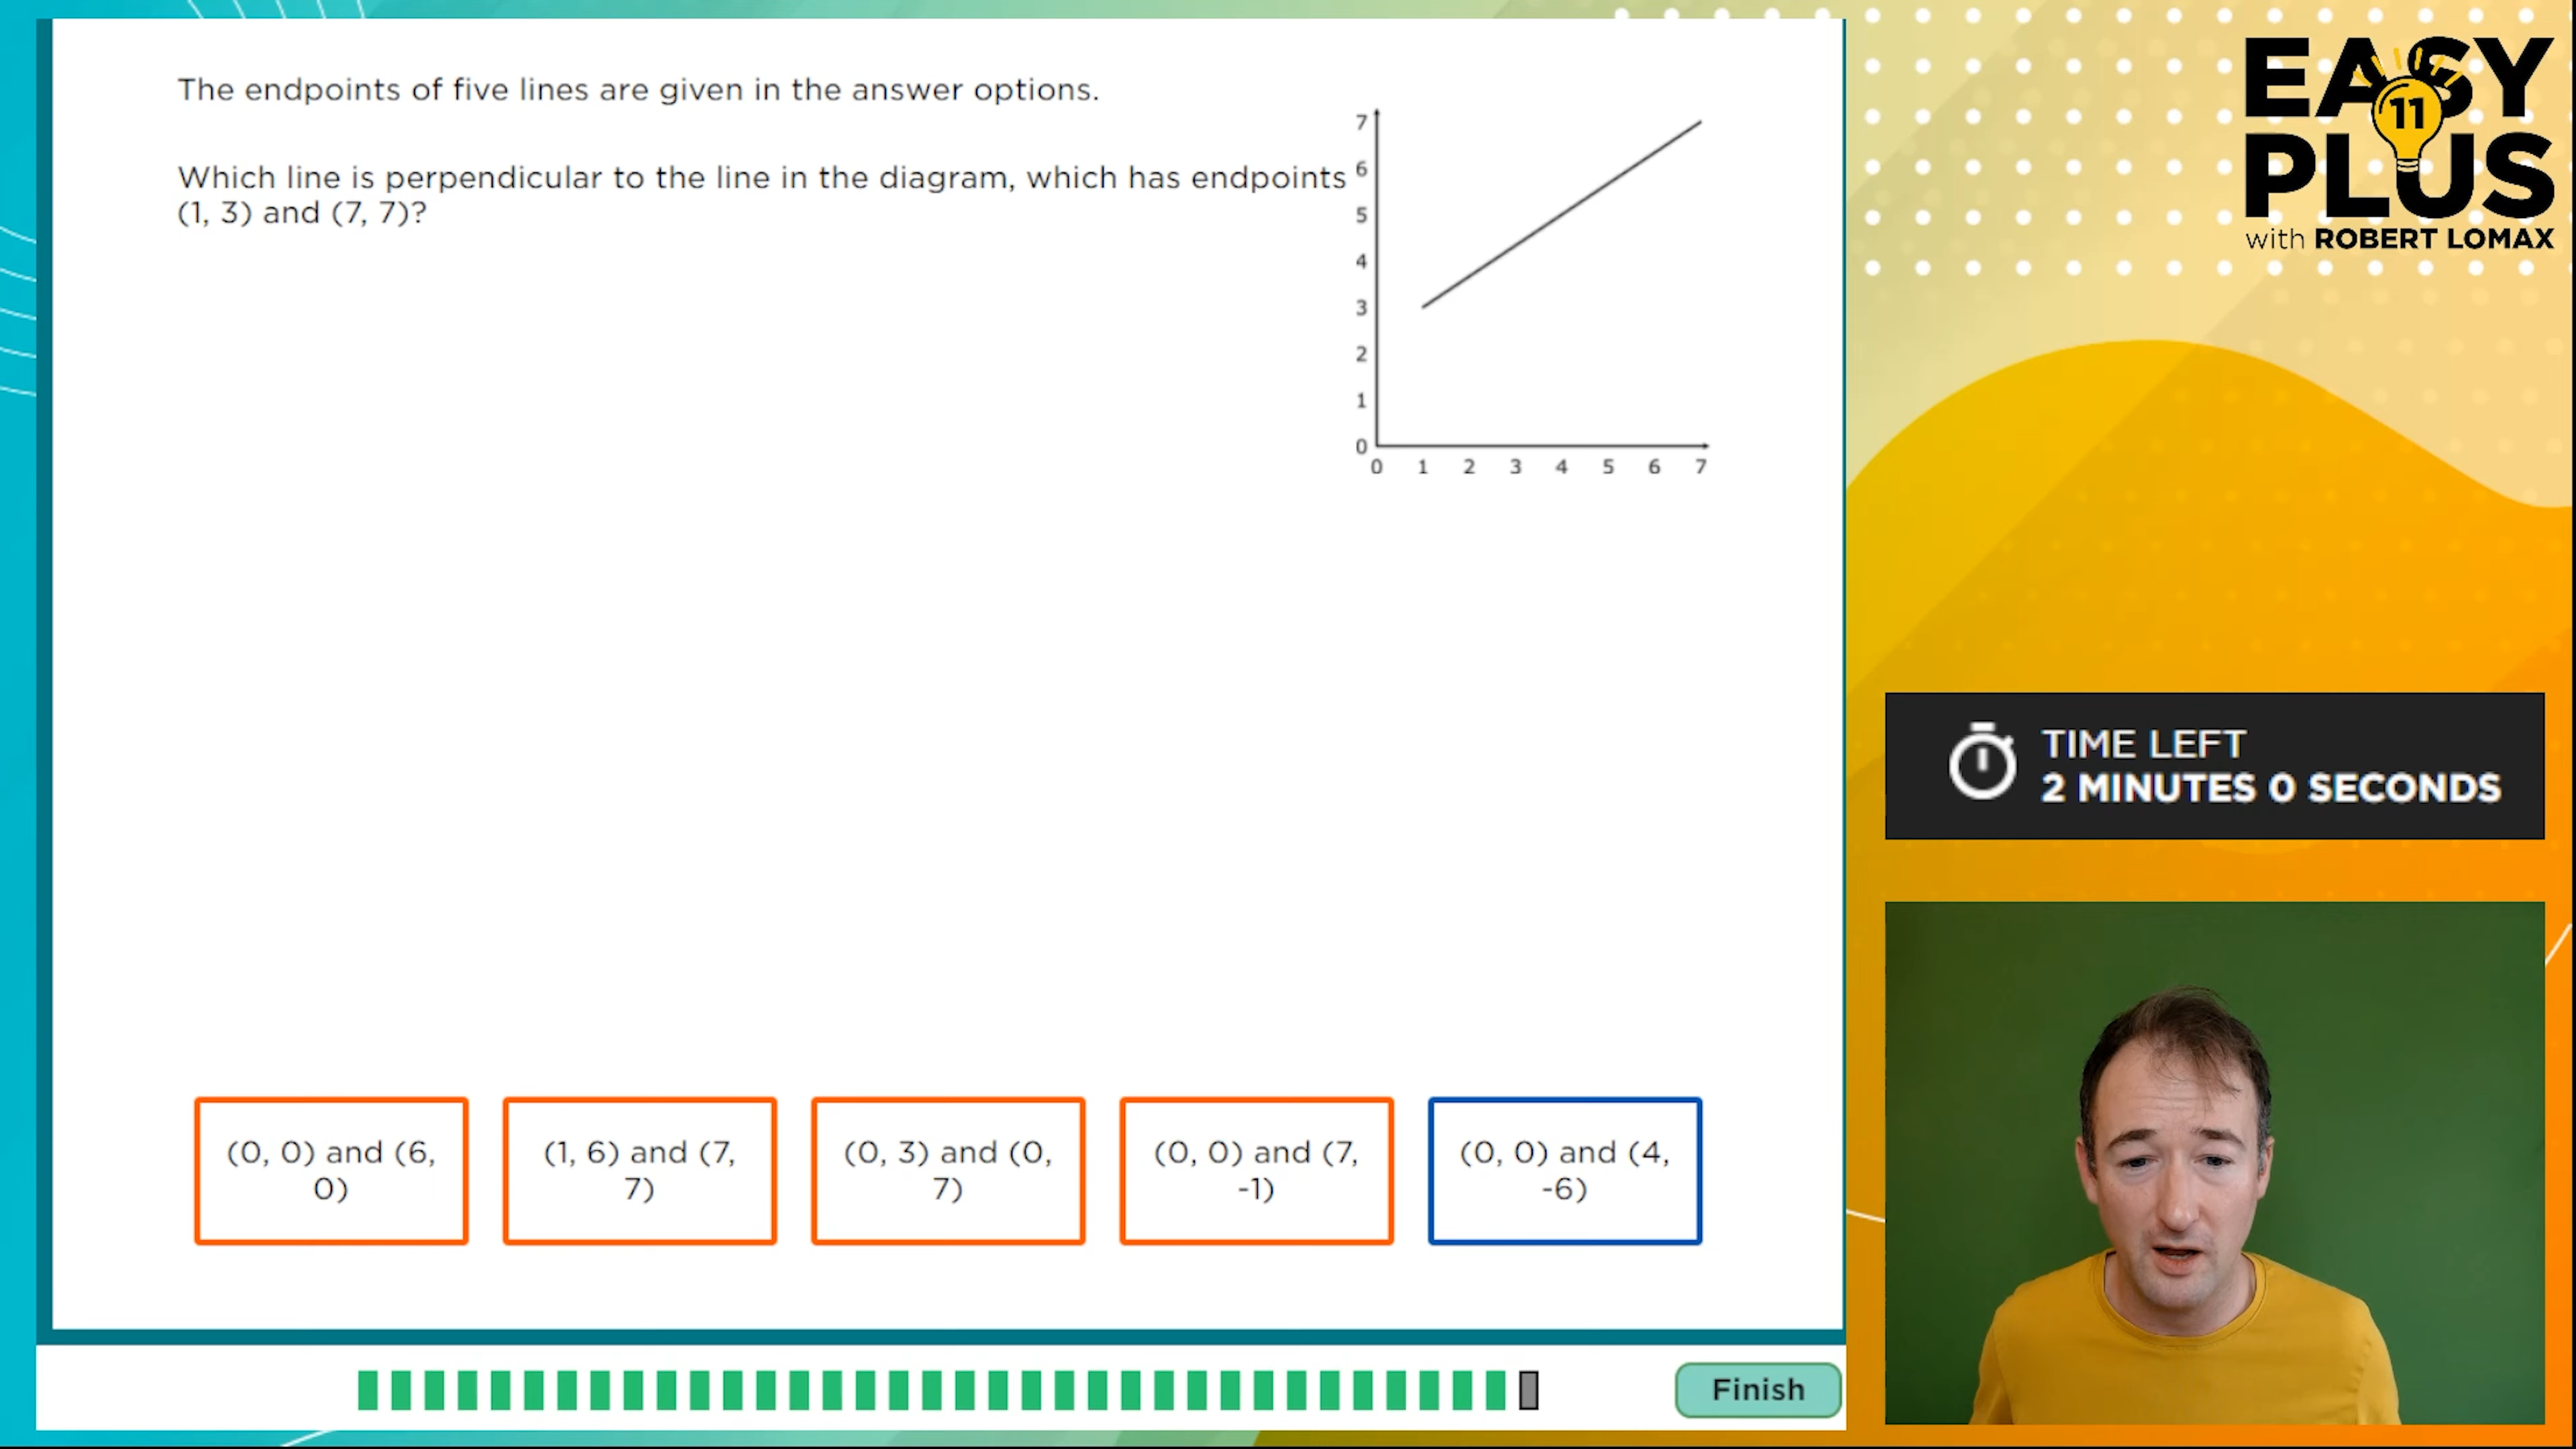 The endpoints of five lines are given in the answer options.
Which line is perpendicular to the line in the diagram, which has endpoints
(1, 3) and (7, 7)?
7
6
5
4
3
2
1
0
0 1 2 3 4 5 6 7
(0, 0) and (6,
0)
(1, 6) and (7,
7)
(0, 3) and (0,
7)
(0, 0) and (7,
-1)
(0, 0) and (4,
-6)
Finish
EASY
11
PLUS
with ROBERT LOMAX
TIME LEFT
2 MINUTES 0 SECONDS